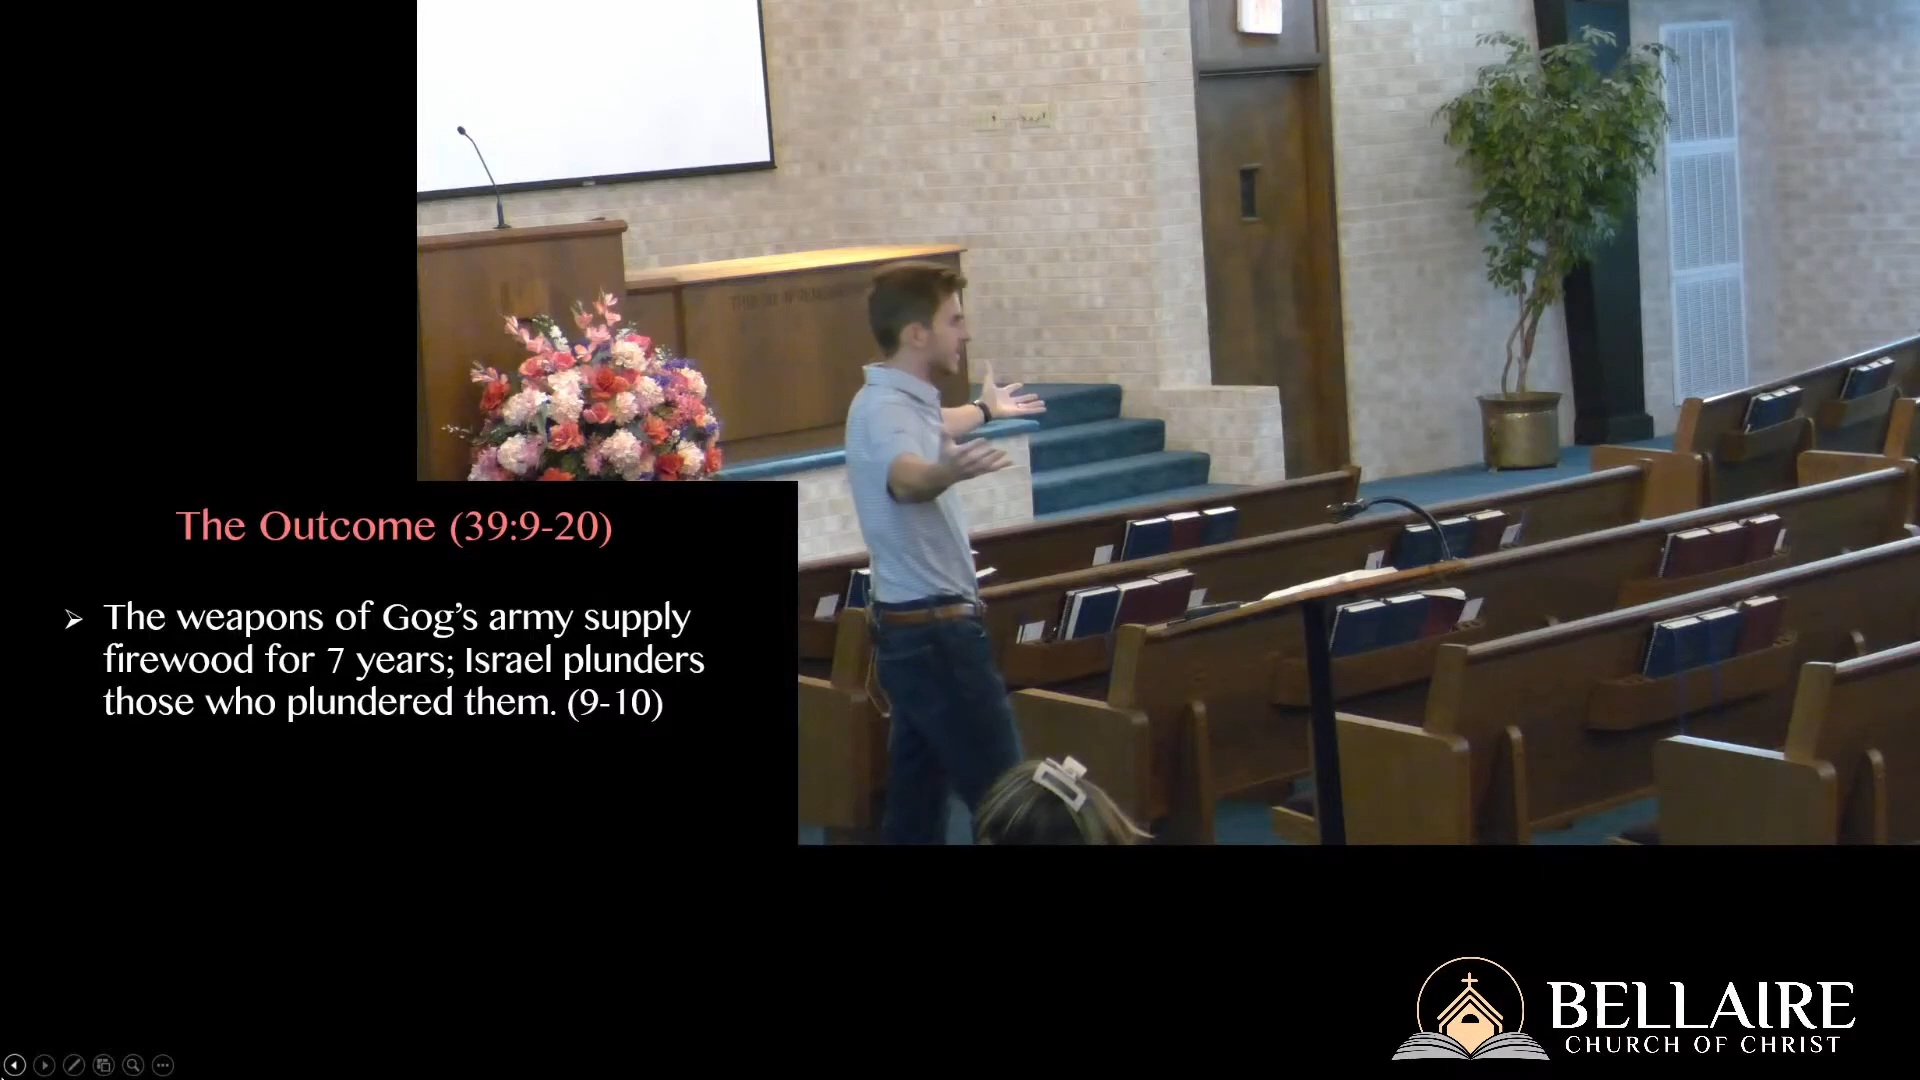 The Outcome (39:9-20)
➢ The weapons of Gog's army supply
firewood for 7 years; Israel plunders
those who plundered them. (9-10)
BELLAIRE
CHURCH OF CHRIST